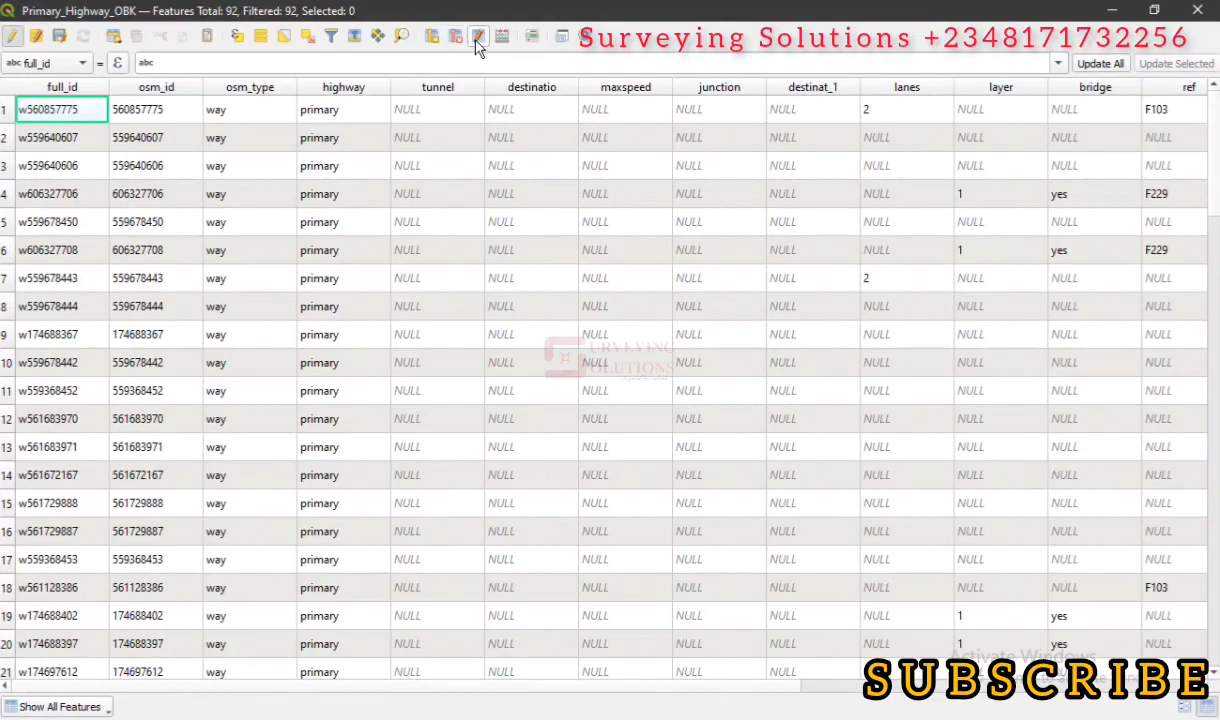 Primary_Highway_OBK — Features Total: 92, Filtered: 92, Selected: 0
Surveying Solutions +2348171732256
abc full_id = ε abc Update All Update Selected
full_id osm_id osm_type highway tunnel destinatio maxspeed junction destinat_1 lanes layer bridge ref
1 w560857775 560857775 way primary NULL NULL NULL NULL NULL 2 NULL NULL F103
2 w559640607 559640607 way primary NULL NULL NULL NULL NULL NULL NULL NULL NULL
3 w559640606 559640606 way primary NULL NULL NULL NULL NULL NULL NULL NULL NULL
4 w606327706 606327706 way primary NULL NULL NULL NULL NULL NULL 1 yes F229
5 w559678450 559678450 way primary NULL NULL NULL NULL NULL NULL NULL NULL NULL
6 w606327708 606327708 way primary NULL NULL NULL NULL NULL NULL 1 yes F229
7 w559678443 559678443 way primary NULL NULL NULL NULL NULL 2 NULL NULL NULL
8 w559678444 559678444 way primary NULL NULL NULL NULL NULL NULL NULL NULL NULL
9 w174688367 174688367 way primary NULL NULL NULL NULL NULL NULL NULL NULL NULL
10 w559678442 559678442 way primary NULL NULL NULL NULL NULL NULL NULL NULL NULL
11 w559368452 559368452 way primary NULL NULL NULL NULL NULL NULL NULL NULL NULL
12 w561683970 561683970 way primary NULL NULL NULL NULL NULL NULL NULL NULL NULL
13 w561683971 561683971 way primary NULL NULL NULL NULL NULL NULL NULL NULL NULL
14 w561672167 561672167 way primary NULL NULL NULL NULL NULL NULL NULL NULL NULL
15 w561729888 561729888 way primary NULL NULL NULL NULL NULL NULL NULL NULL NULL
16 w561729887 561729887 way primary NULL NULL NULL NULL NULL NULL NULL NULL NULL
17 w559368453 559368453 way primary NULL NULL NULL NULL NULL NULL NULL NULL NULL
18 w561128386 561128386 way primary NULL NULL NULL NULL NULL NULL NULL NULL F103
19 w174688402 174688402 way primary NULL NULL NULL NULL NULL NULL 1 yes NULL
20 w174688397 174688397 way primary NULL NULL NULL NULL NULL NULL 1 yes NULL
21 w174697612 174697612 way primary NULL NULL NULL NULL NULL NULL
SURVEYING
SOLUTIONS
Activate Windows
SUBSCRIBE
Show All Features